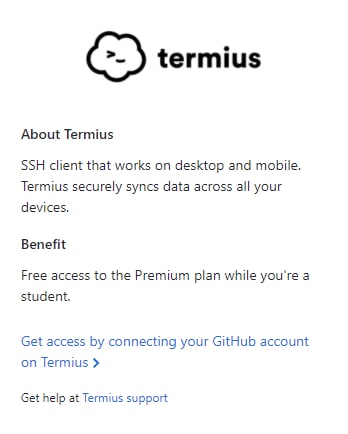 termius
About Termius
SSH client that works on desktop and mobile.
Termius securely syncs data across all your
devices.
Benefit
Free access to the Premium plan while you're a
student.
Get access by connecting your GitHub account
on Termius
Get help at Termius support